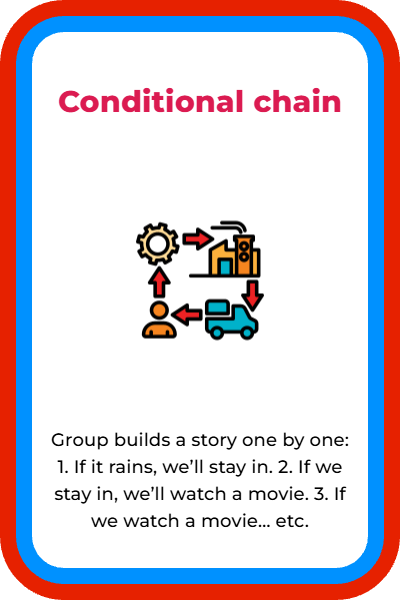 Conditional chain
Group builds a story one by one:
1. If it rains, we’ll stay in. 2. If we
stay in, we’ll watch a movie. 3. If
we watch a movie... etc.